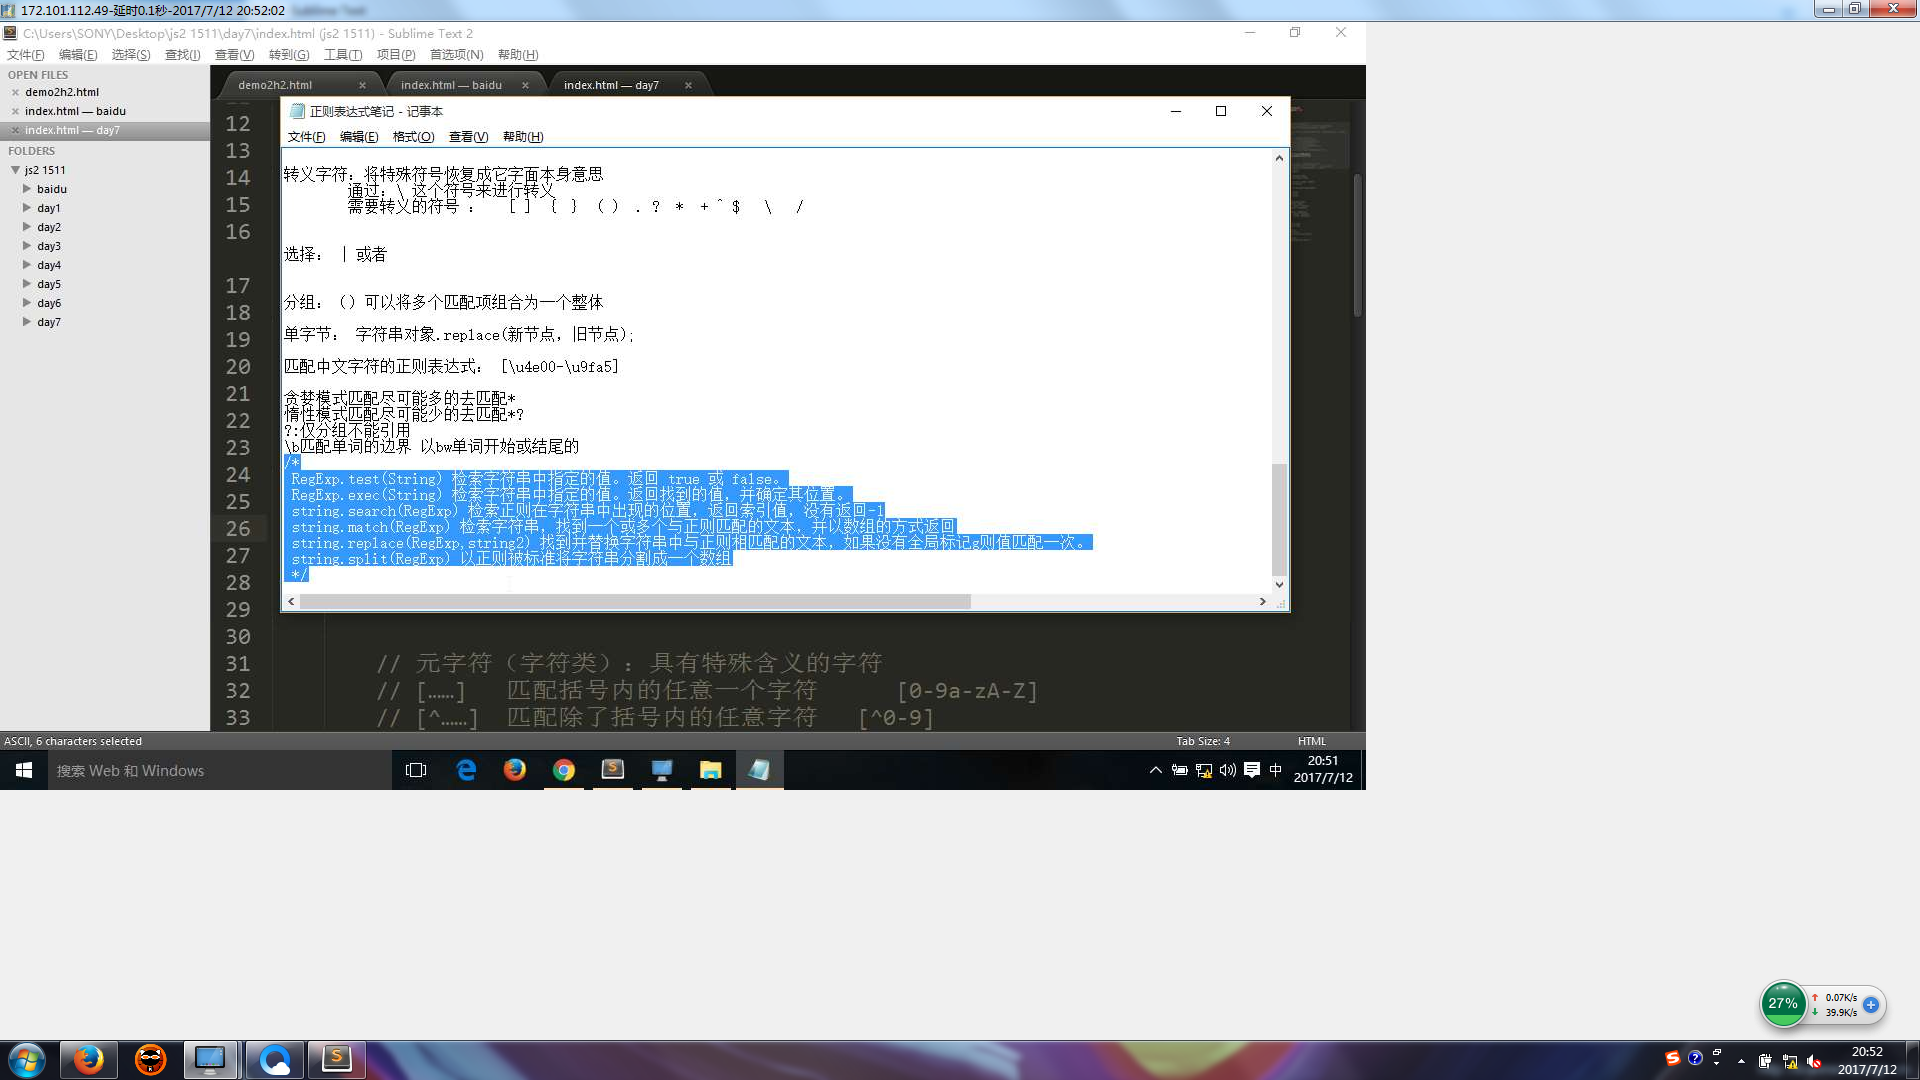 172.101.112.49-延时0.1秒-2017/7/12 20:52:02
C:\Users\SONY\Desktop\js2 1511\day7\index.html (js2 1511) - Sublime Text 2
文件(F) 编辑(E) 选择(S) 查找(I) 查看(V) 转到(G) 工具(T) 项目(P) 首选项(N) 帮助(H)
OPEN FILES
demo2h2.html
index.html — baidu
index.html — day7
FOLDERS
js2 1511
baidu
day1
day2
day3
day4
day5
day6
day7
demo2h2.html index.html — baidu index.html — day7
正则表达式笔记 - 记事本
文件(F) 编辑(E) 格式(O) 查看(V) 帮助(H)
转义字符：将特殊符号恢复成它字面本身意思
通过：\ 这个符号来进行转义
需要转义的符号 ： [ ] { } ( ) . ? * + ^ $ \ /
选择： | 或者
分组：（）可以将多个匹配项组合为一个整体
单字节： 字符串对象.replace(新节点，旧节点);
匹配中文字符的正则表达式： [\u4e00-\u9fa5]
贪婪模式匹配尽可能多的去匹配*
惰性模式匹配尽可能少的去匹配*?
?:仅分组不能引用
\b匹配单词的边界 以bw单词开始或结尾的
/*
RegExp.test(String) 检索字符串中指定的值。返回 true 或 false。
RegExp.exec(String) 检索字符串中指定的值。返回找到的值，并确定其位置。
string.search(RegExp) 检索正则在字符串中出现的位置，返回索引值，没有返回-1
string.match(RegExp) 检索字符串，找到一个或多个与正则匹配的文本，并以数组的方式返回
string.replace(RegExp,string2) 找到并替换字符串中与正则相匹配的文本，如果没有全局标记g则值匹配一次。
string.split(RegExp) 以正则被标准将字符串分割成一个数组
*/
12
13
14
15
16
17
18
19
20
21
22
23
24
25
26
27
28
29
30
31 // 元字符（字符类）：具有特殊含义的字符
32 // [……] 匹配括号内的任意一个字符 [0-9a-zA-Z]
33 // [^……] 匹配除了括号内的任意字符 [^0-9]
ASCII, 6 characters selected Tab Size: 4 HTML
搜索 Web 和 Windows
中
20:51
2017/7/12
27%
0.07K/s
39.9K/s
20:52
2017/7/12